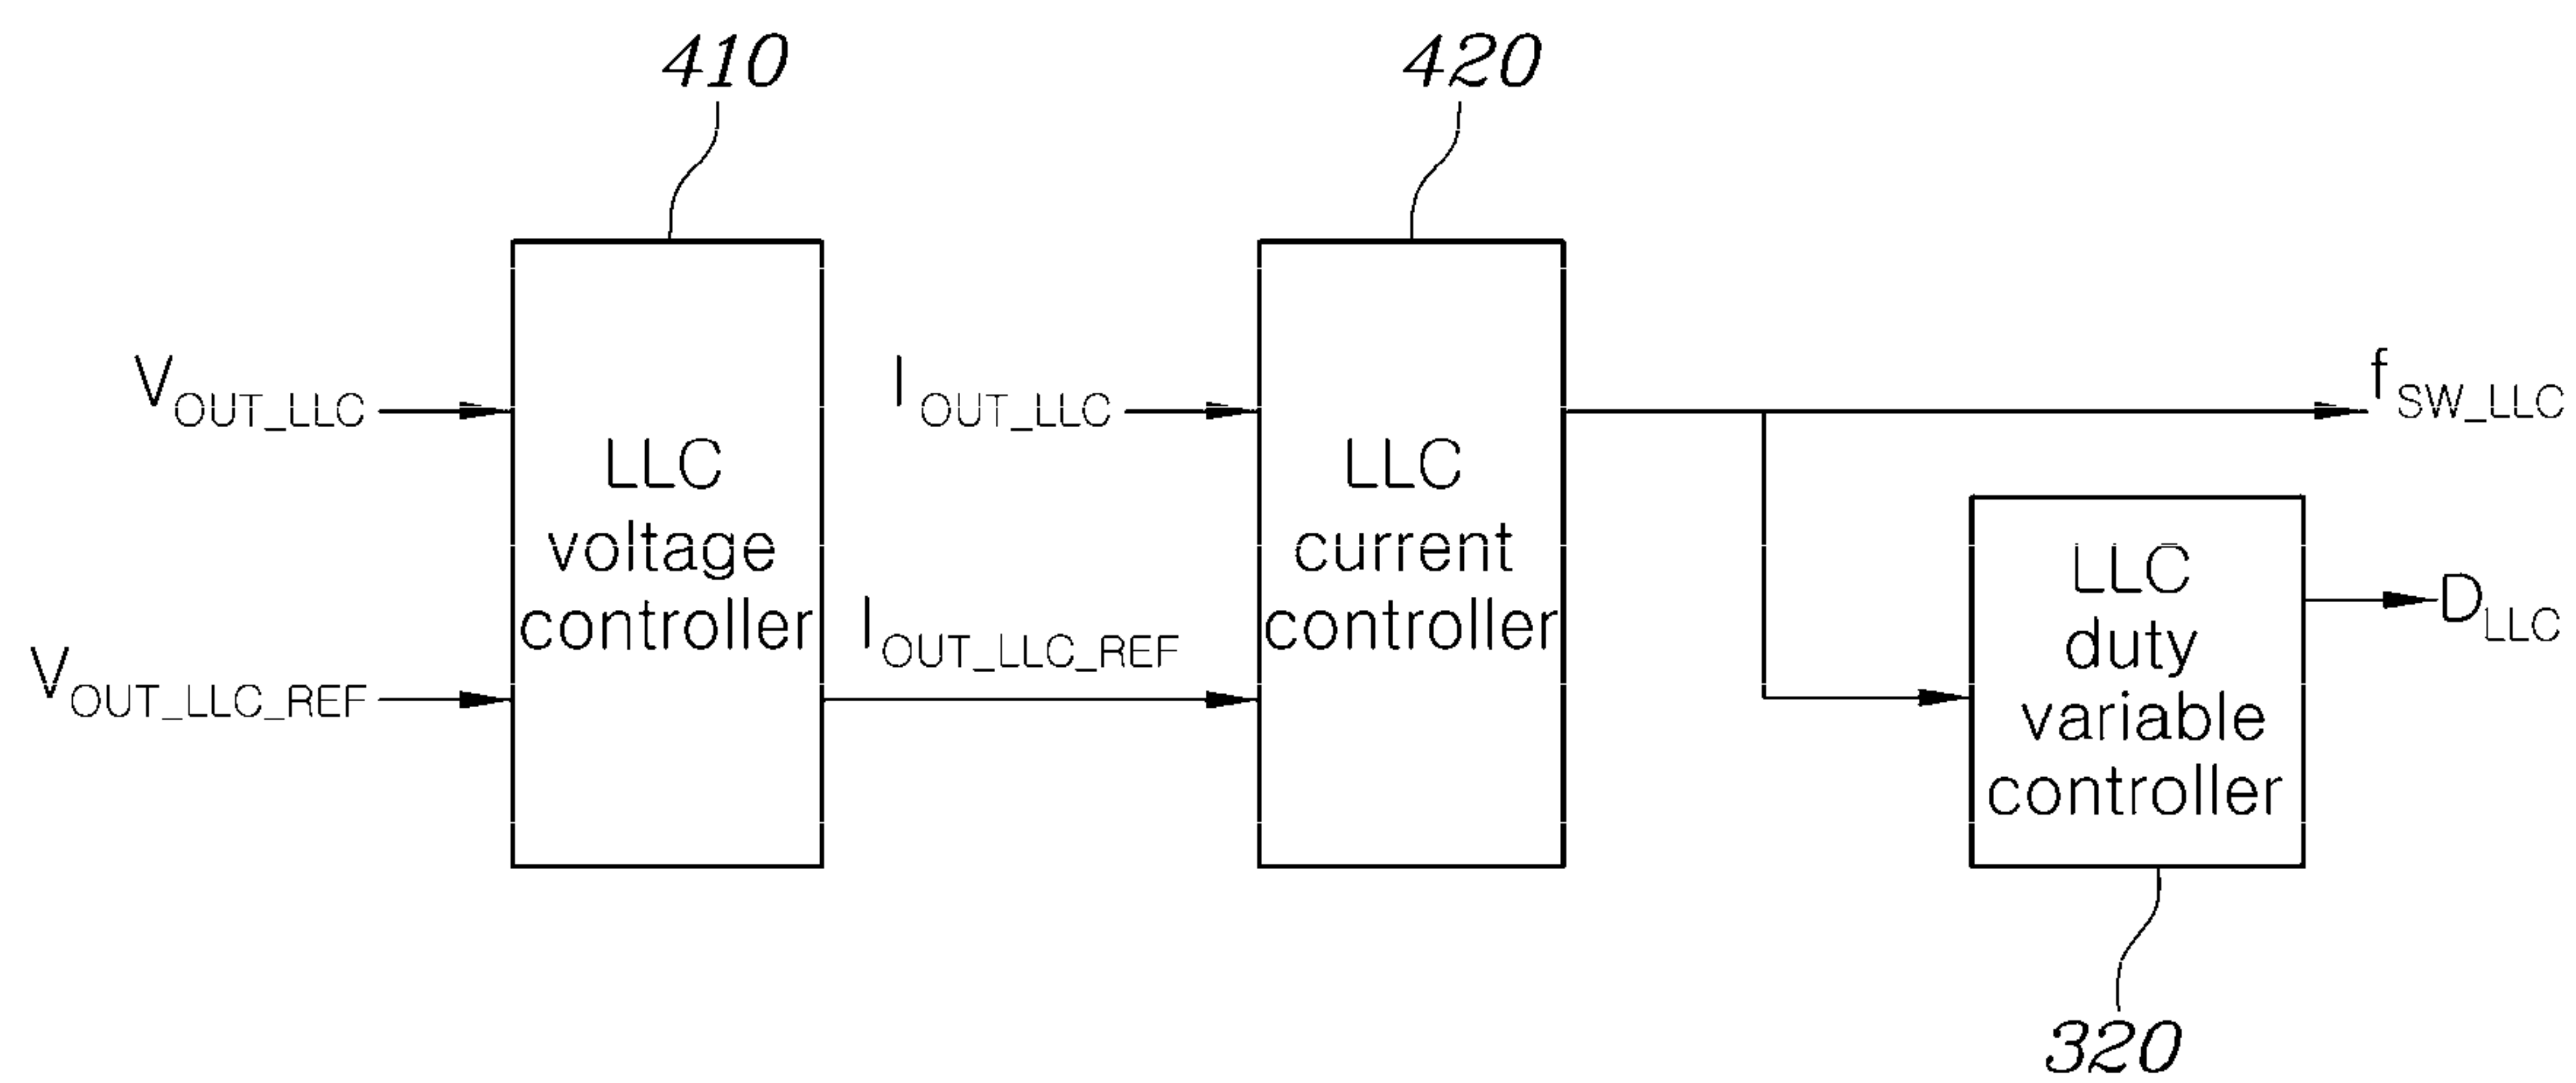 410
420
V_OUT_LLC
I_OUT_LLC
f_SW_LLC
LLC
voltage
controller
LLC
current
controller
LLC
duty
variable
controller
D_LLC
V_OUT_LLC_REF
I_OUT_LLC_REF
320